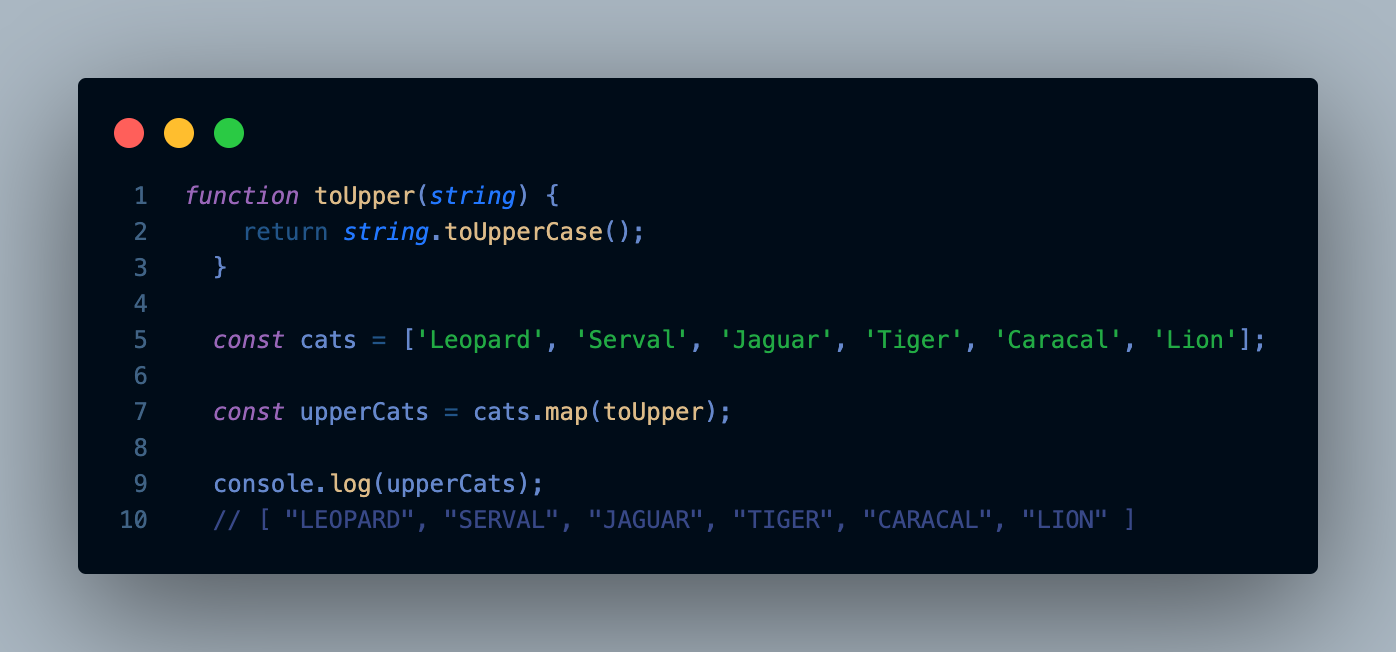 1 function toUpper(string) {
2 return string.toUpperCase();
3 }
4
5 const cats = ['Leopard', 'Serval', 'Jaguar', 'Tiger', 'Caracal', 'Lion'];
6
7 const upperCats = cats.map(toUpper);
8
9 console.log(upperCats);
10 // [ "LEOPARD", "SERVAL", "JAGUAR", "TIGER", "CARACAL", "LION" ]